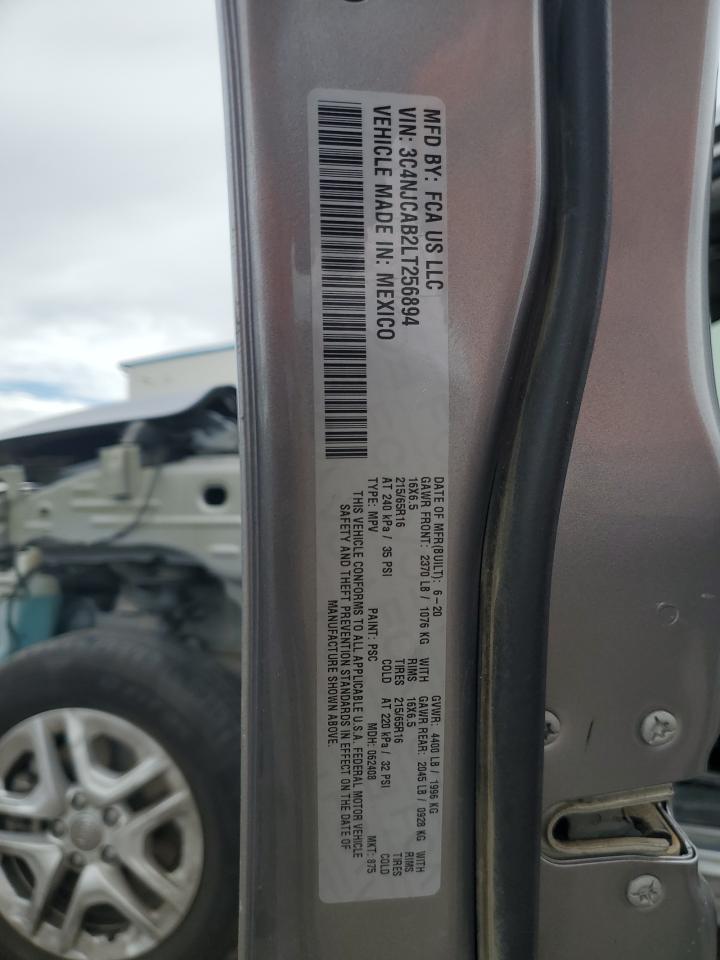 MFD BY: FCA US LLC
VIN: 3C4NJCAB2LT256894
VEHICLE MADE IN: MEXICO
DATE OF MFR(BUILT): 6-20 GVWR: 4400 LB / 1996 KG
GAWR FRONT: 2370 LB / 1076 KG WITH GAWR REAR: 2045 LB / 0928 KG WITH
16X6.5 RIMS 16X6.5 RIMS
215/65R16 TIRES 215/65R16 TIRES
AT 240 kPa / 35 PSI COLD AT 220 kPa / 32 PSI COLD
TYPE: MPV PAINT: PSC MDH: 062408 MKT: 875
THIS VEHICLE CONFORMS TO ALL APPLICABLE U.S.A. FEDERAL MOTOR VEHICLE
SAFETY AND THEFT PREVENTION STANDARDS IN EFFECT ON THE DATE OF
MANUFACTURE SHOWN ABOVE.